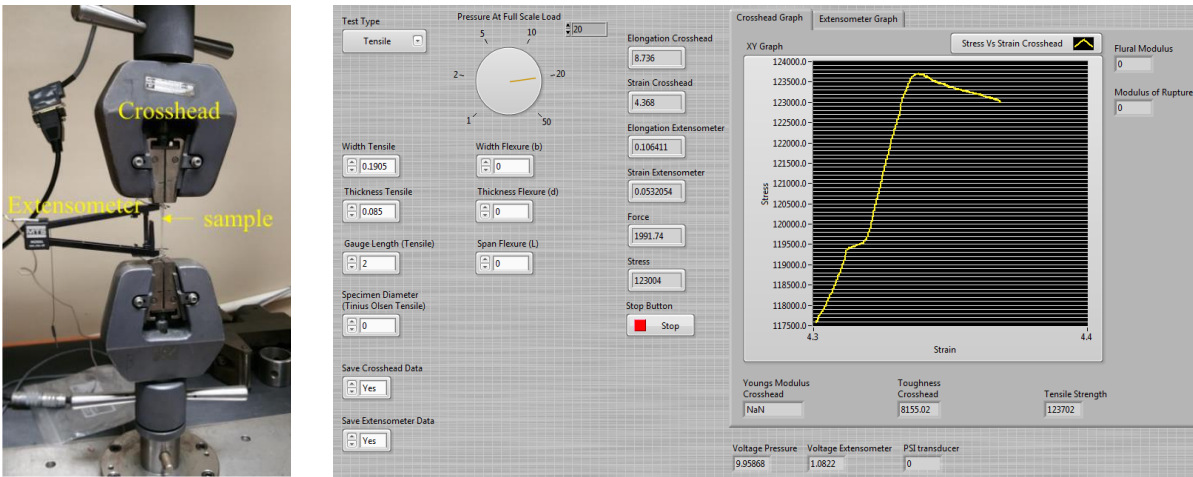 Crosshead
Extensometer
sample
MTS
Test Type
Tensile
Pressure At Full Scale Load
5
10
20
2
20
1
50
Width Tensile
0.1905
Width Flexure (b)
0
Thickness Tensile
0.085
Thickness Flexure (d)
0
Gauge Length (Tensile)
2
Span Flexure (L)
0
Specimen Diameter
(Tinius Olsen Tensile)
0
Save Crosshead Data
Yes
Save Extensometer Data
Yes
Elongation Crosshead
8.736
Strain Crosshead
4.368
Elongation Extensometer
0.106411
Strain Extensometer
0.0532054
Force
1991.74
Stress
123004
Stop Button
Stop
Crosshead Graph
Extensometer Graph
XY Graph
Stress Vs Strain Crosshead
124000.0
123500.0
123000.0
122500.0
122000.0
121500.0
121000.0
120500.0
120000.0
119500.0
119000.0
118500.0
118000.0
117500.0
Stress
4.3
4.4
Strain
Flural Modulus
0
Modulus of Rupture
0
Youngs Modulus
Crosshead
NaN
Toughness
Crosshead
8155.02
Tensile Strength
123702
Voltage Pressure
9.95868
Voltage Extensometer
1.0822
PSI transducer
0